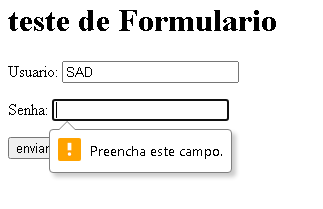 teste de Formulario
Usuario: SAD
Senha:
enviar
Preencha este campo.